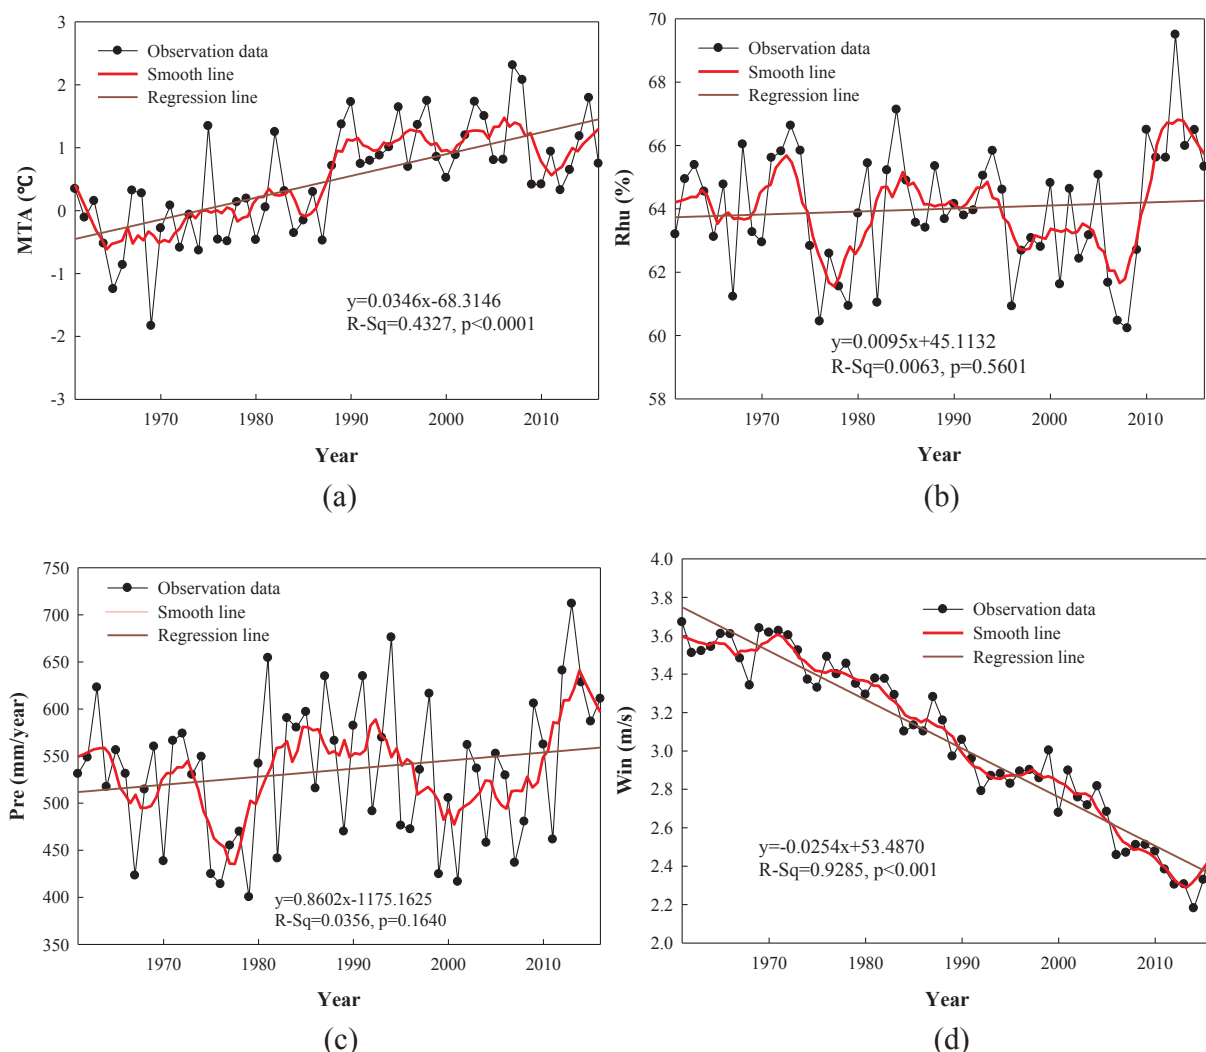 3
2
1
0
-1
-2
-3
MTA (℃)
Observation data
Smooth line
Regression line
y=0.0346x-68.3146
R-Sq=0.4327, p<0.0001
1970 1980 1990 2000 2010
Year
(a)
70
68
66
64
62
60
58
Rhu (%)
Observation data
Smooth line
Regression line
y=0.0095x+45.1132
R-Sq=0.0063, p=0.5601
1970 1980 1990 2000 2010
Year
(b)
750
700
650
600
550
500
450
400
350
Pre (mm/year)
Observation data
Smooth line
Regression line
y=0.8602x-1175.1625
R-Sq=0.0356, p=0.1640
1970 1980 1990 2000 2010
Year
(c)
4.0
3.8
3.6
3.4
3.2
3.0
2.8
2.6
2.4
2.2
2.0
Win (m/s)
Observation data
Smooth line
Regression line
y=-0.0254x+53.4870
R-Sq=0.9285, p<0.001
1970 1980 1990 2000 2010
Year
(d)